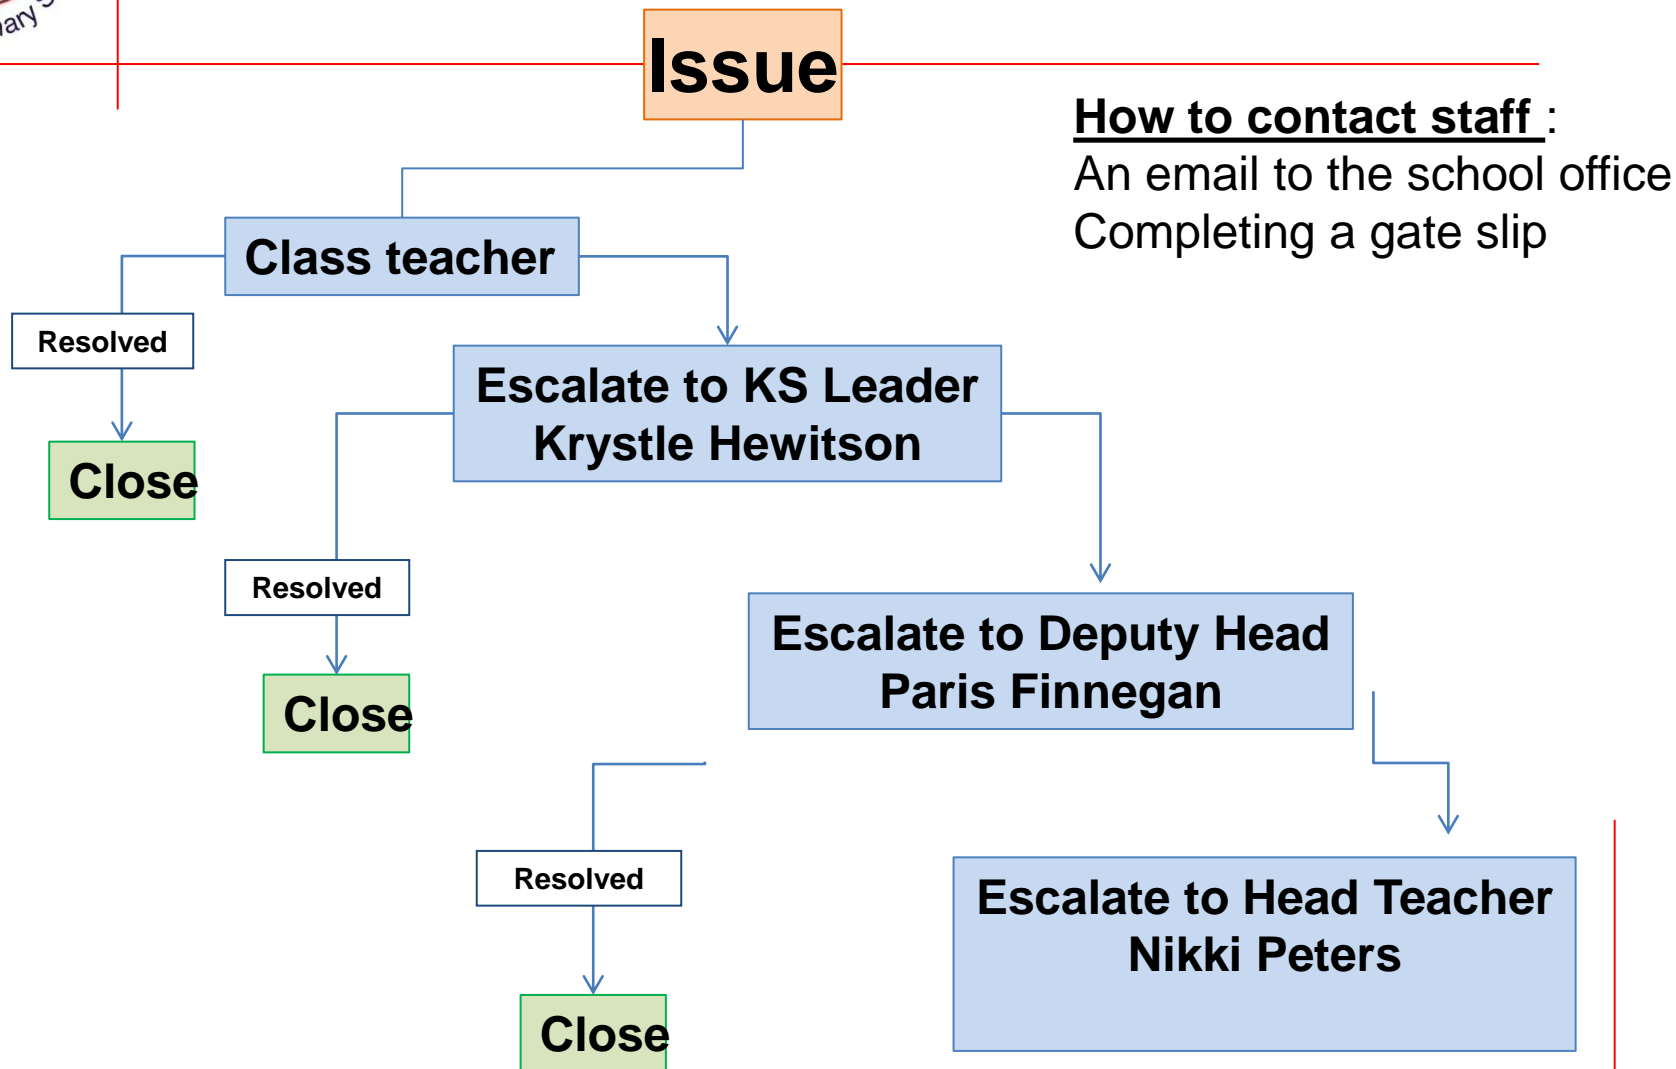 Issue
How to contact staff :
An email to the school office
Completing a gate slip
Class teacher
Resolved
Close
Escalate to KS Leader
Krystle Hewitson
Resolved
Close
Escalate to Deputy Head
Paris Finnegan
Resolved
Close
Escalate to Head Teacher
Nikki Peters